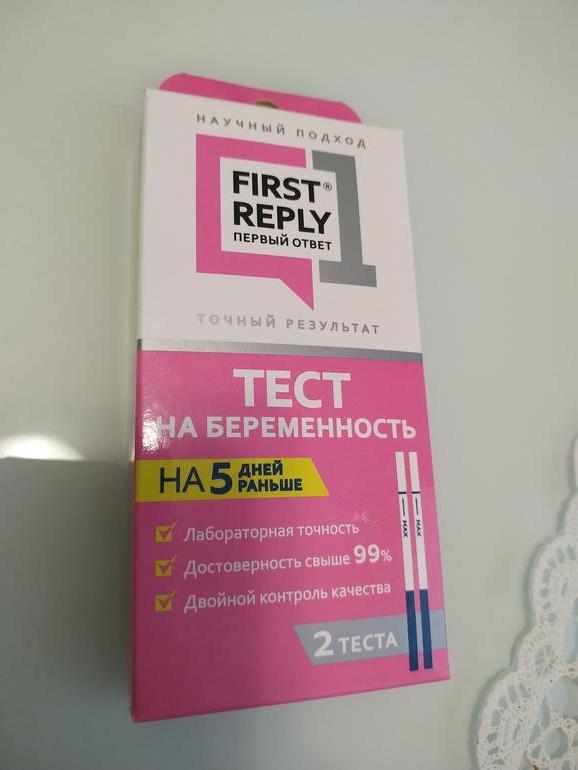 НАУЧНЫЙ ПОДХОД
1
FIRST®
REPLY
ПЕРВЫЙ ОТВЕТ
ТОЧНЫЙ РЕЗУЛЬТАТ
ТЕСТ
НА БЕРЕМЕННОСТЬ
НА 5 ДНЕЙ
РАНЬШЕ
Лабораторная точность
Достоверность свыше 99%
Двойной контроль качества
MAX
MAX
2 ТЕСТА